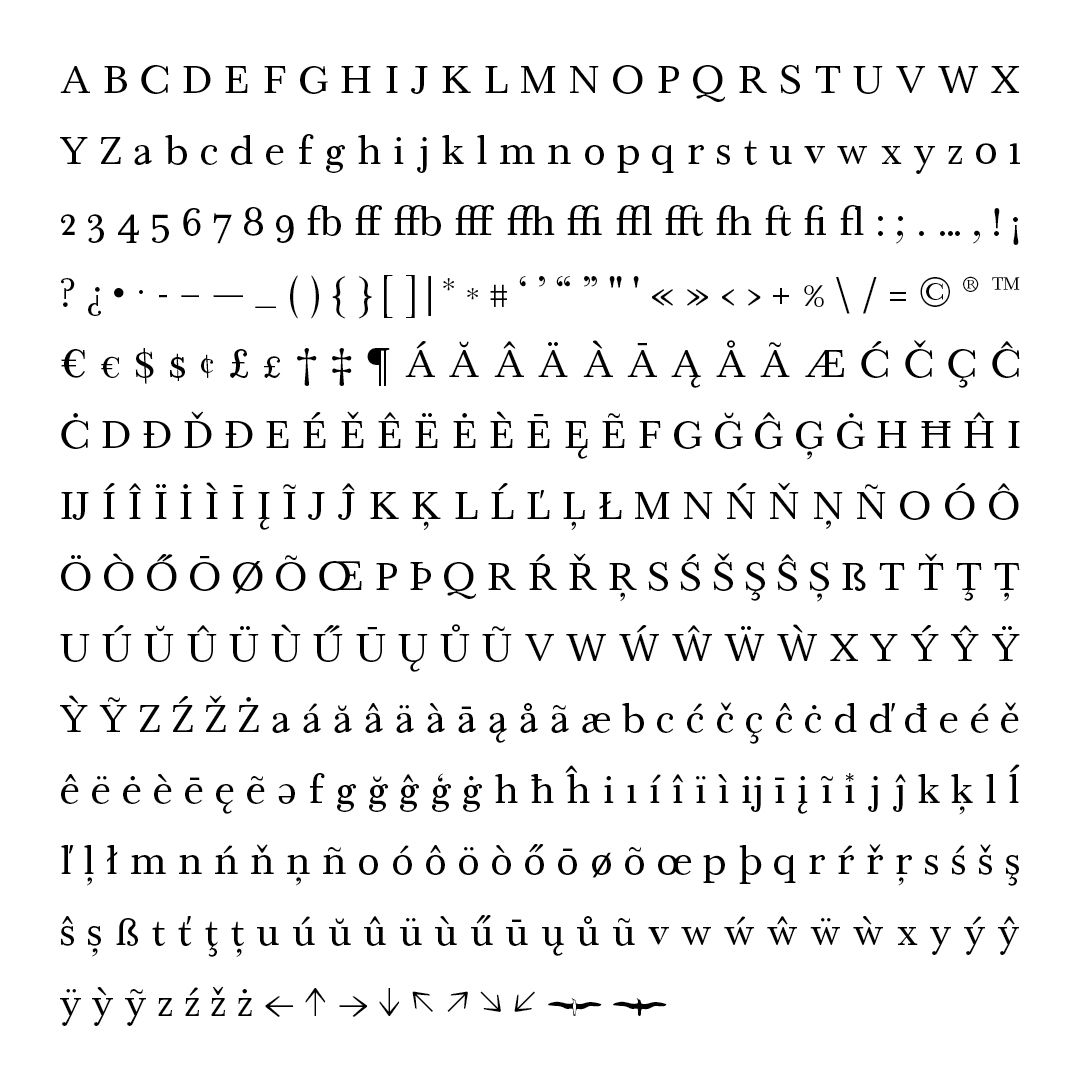 A B C D E F G H I J K L M N O P Q R S T U V W X
Y Z a b c d e f g h i j k l m n o p q r s t u v w x y z 0 1
2 3 4 5 6 7 8 9 fb ff ffb fff ffh ffi ffl fft fh ft fi fl : ; . … , ! ¡
? ¿ • · - – — _ ( ) { } [ ] | * * # ‘ ’ “ ” " ' « » ‹ › + % \ / = © ® ™
€ € $ $ ¢ £ £ † ‡ ¶ Á Ă Â Ä À Ā Ą Å Ã Æ Ć Č Ç Ĉ
Ċ D Ð Ď Đ E É Ě Ê Ë Ė È Ē Ę Ẽ F G Ğ Ĝ Ģ Ġ H Ħ Ĥ I
IJ Í Î Ï İ Ì Ī Į Ĩ J Ĵ K Ķ L Ĺ Ľ Ļ Ł M N Ń Ň Ņ Ñ O Ó Ô
Ö Ò Ő Ō Ø Õ Œ P Þ Q R Ŕ Ř Ŗ S Ś Š Ş Ŝ Ș ẞ T Ť Ţ Ț
U Ú Ŭ Û Ü Ù Ű Ū Ų Ů Ũ V W Ẃ Ŵ Ẅ Ẁ X Y Ý Ŷ Ÿ
Ỳ Ỹ Z Ź Ž Ż a á ă â ä à ā ą å ã æ b c ć č ç ĉ ċ d ď đ e é ě
ê ë ė è ē ę ẽ ə f g ğ ĝ ģ ġ h ħ ĥ i ı í î ï ì ij ī į ĩ i* j ĵ k ķ l ĺ
ľ ļ ł m n ń ň ņ ñ o ó ô ö ò ő ō ø õ œ p þ q r ŕ ř ŗ s ś š ş
ŝ ș ß t ť ţ ț u ú ŭ û ü ù ű ū ų ů ũ v w ẃ ŵ ẅ ẁ x y ý ŷ
ÿ ỳ ỹ z ź ž ż ← ↑ → ↓ ↖ ↗ ↘ ↙